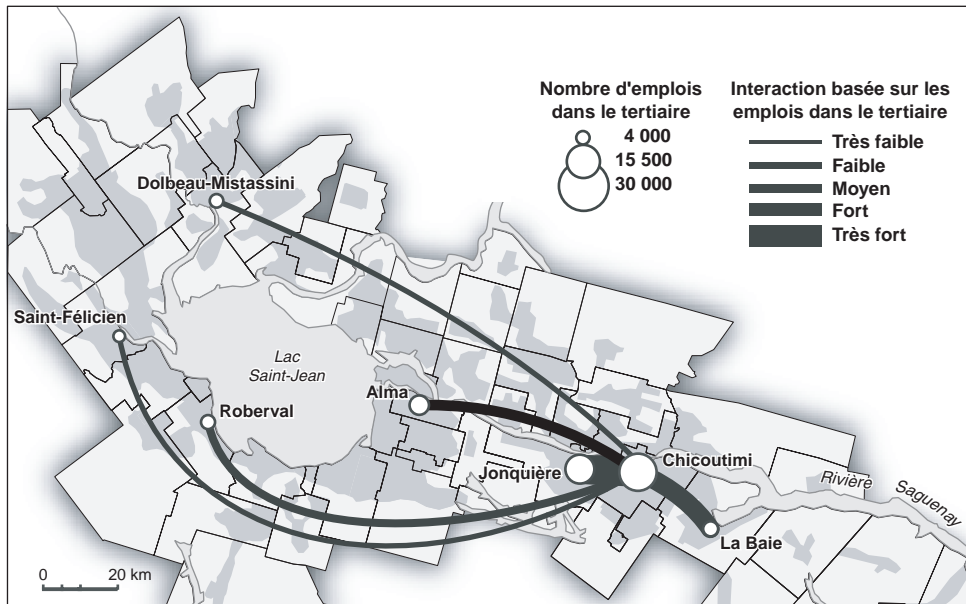 Nombre d'emplois
dans le tertiaire
4 000
15 500
30 000
Interaction basée sur les
emplois dans le tertiaire
Très faible
Faible
Moyen
Fort
Très fort
Dolbeau-Mistassini
Saint-Félicien
Lac
Saint-Jean
Alma
Roberval
Jonquière
Chicoutimi
Rivière
Saguenay
La Baie
0 20 km